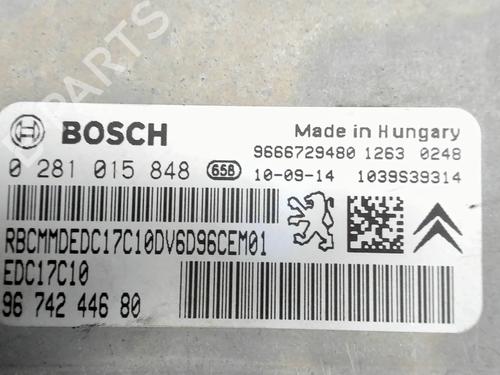 BOSCH
Made in Hungary
0 281 015 848 658
9666729480 1263 0248
10-09-14 1039S39314
RBCMMDEDC17C10DV6D96CEM01
EDC17C10
96 742 446 80